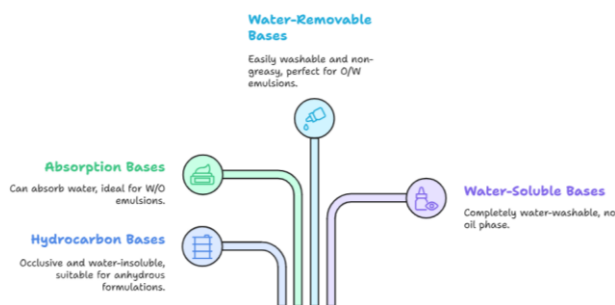 Water-Removable
Bases
Easily washable and non-
greasy, perfect for O/W
emulsions.
Absorption Bases
Can absorb water, ideal for W/O
emulsions.
Water-Soluble Bases
Completely water-washable, no
oil phase.
Hydrocarbon Bases
Occlusive and water-insoluble,
suitable for anhydrous
formulations.